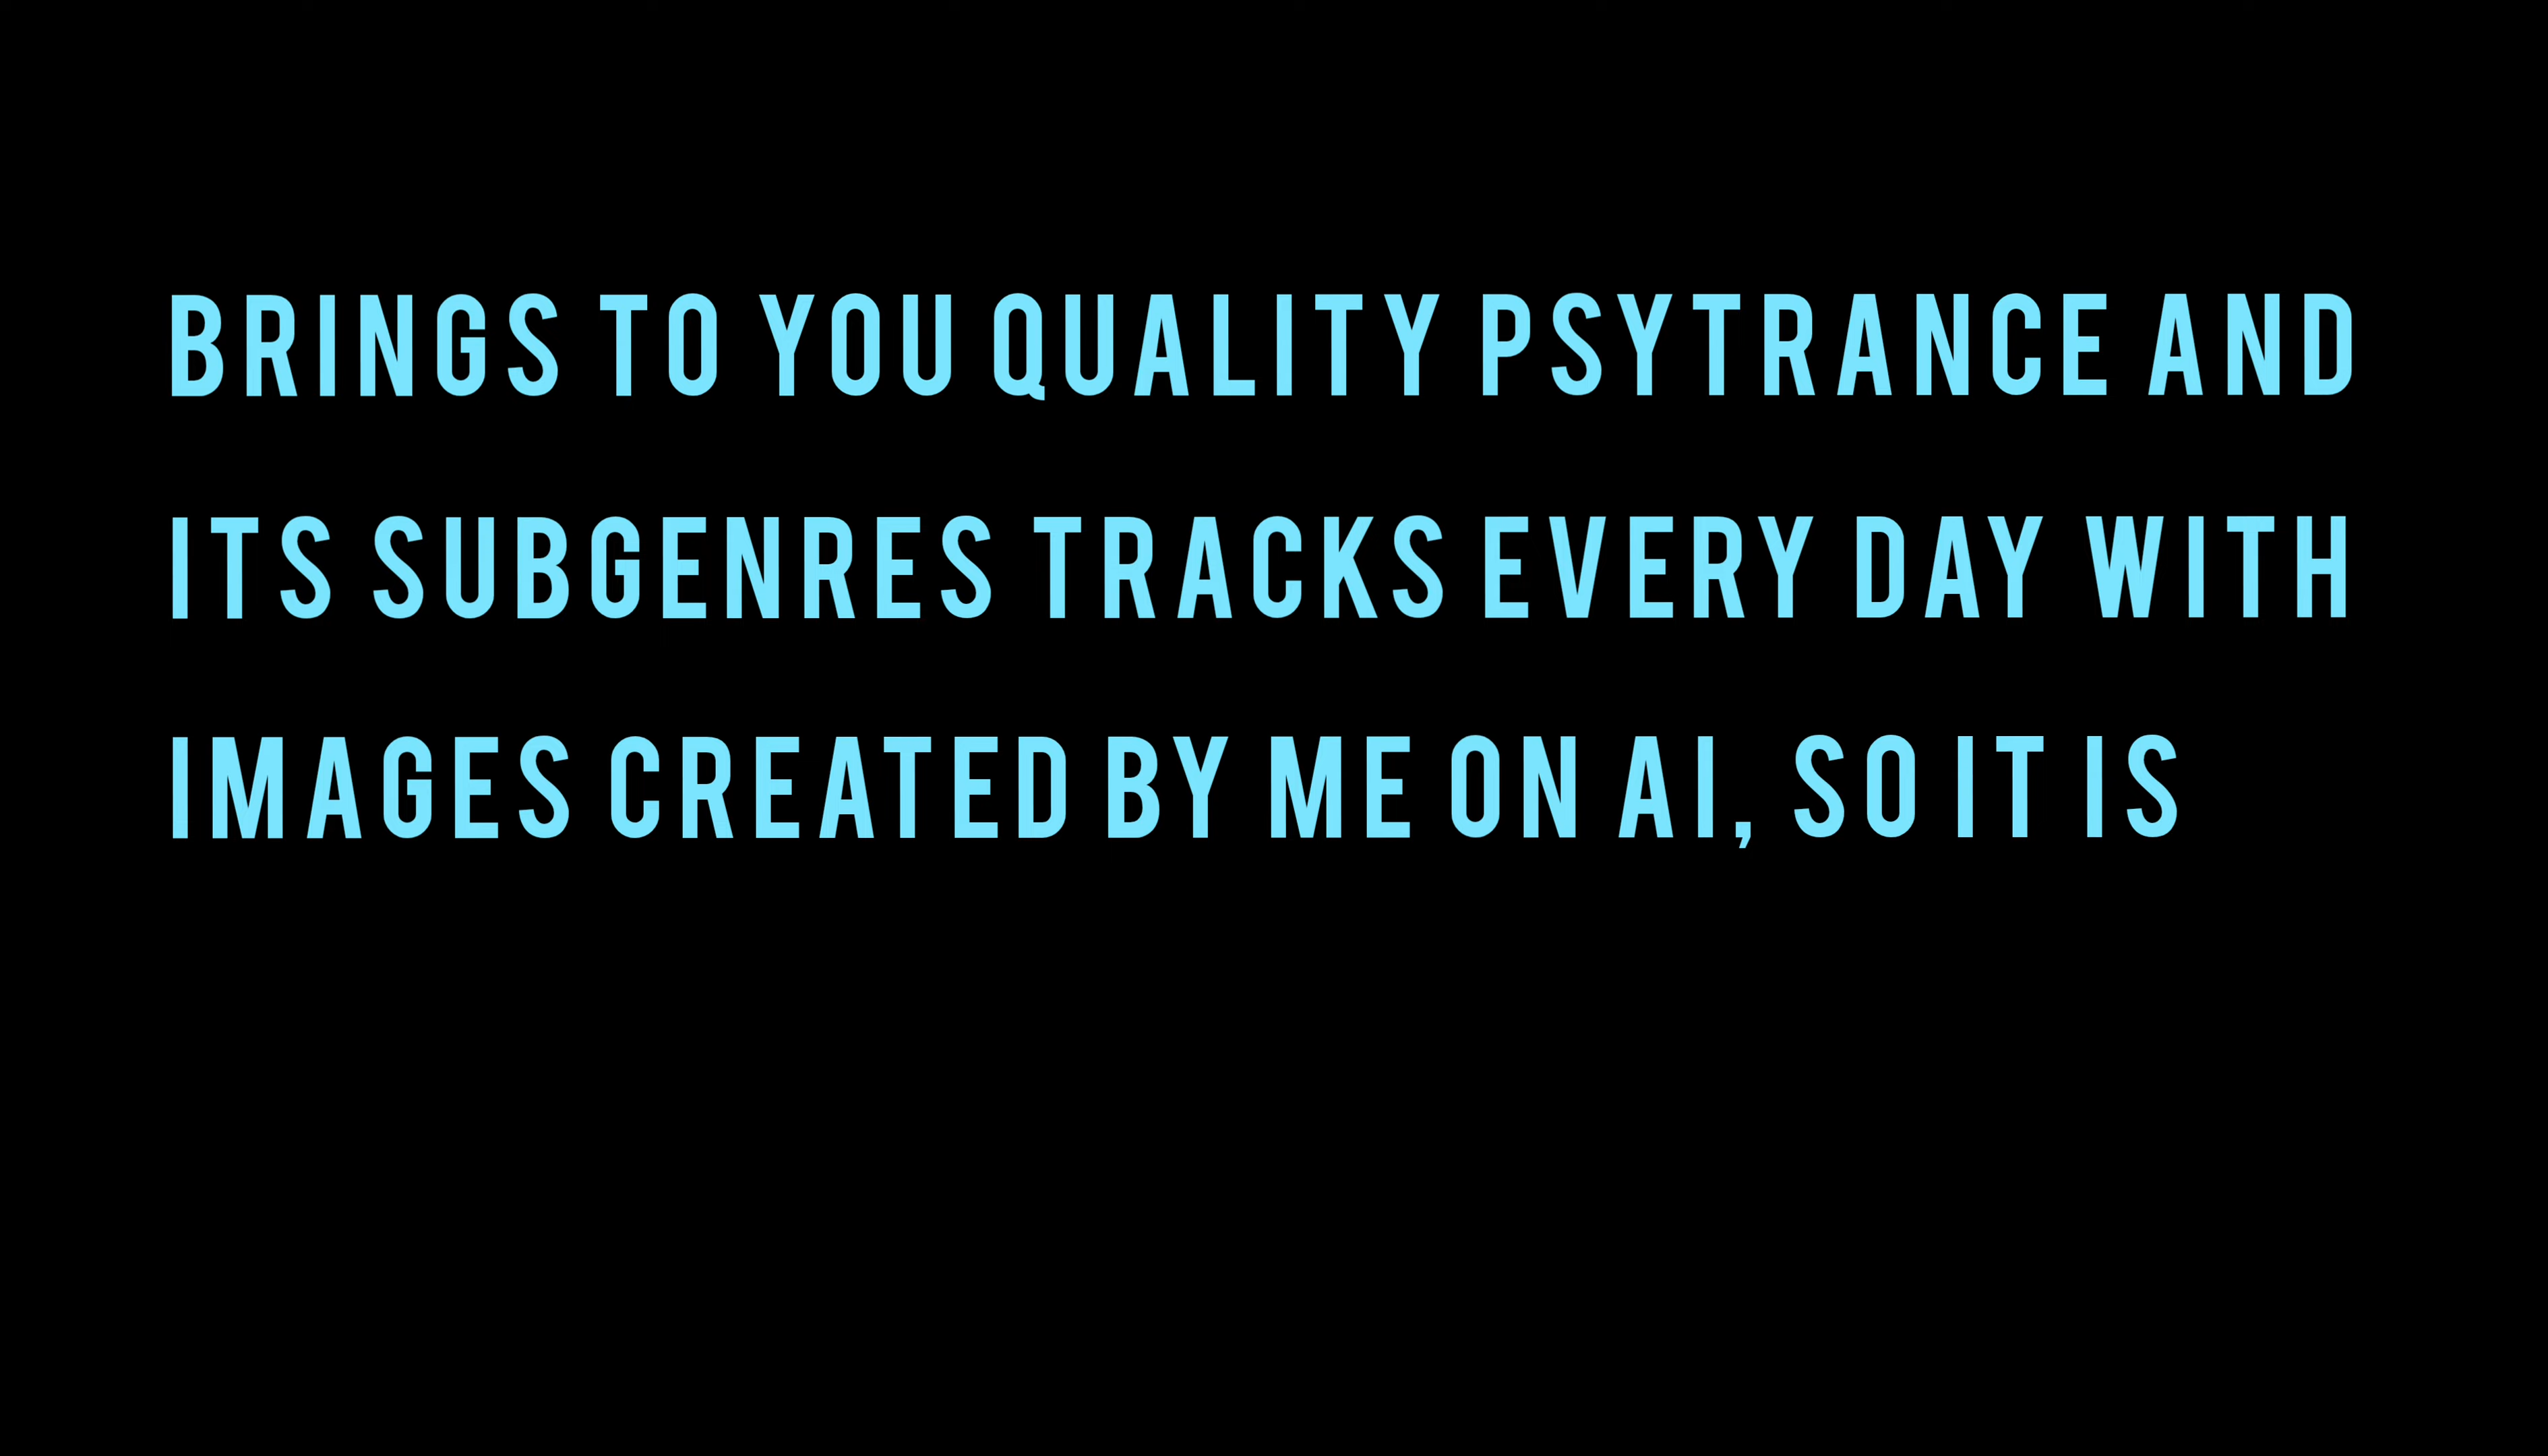 BRINGS TO YOU QUALITY PSYTRANCE AND
ITS SUBGENRES TRACKS EVERY DAY WITH
IMAGES CREATED BY ME ON AI, SO IT IS